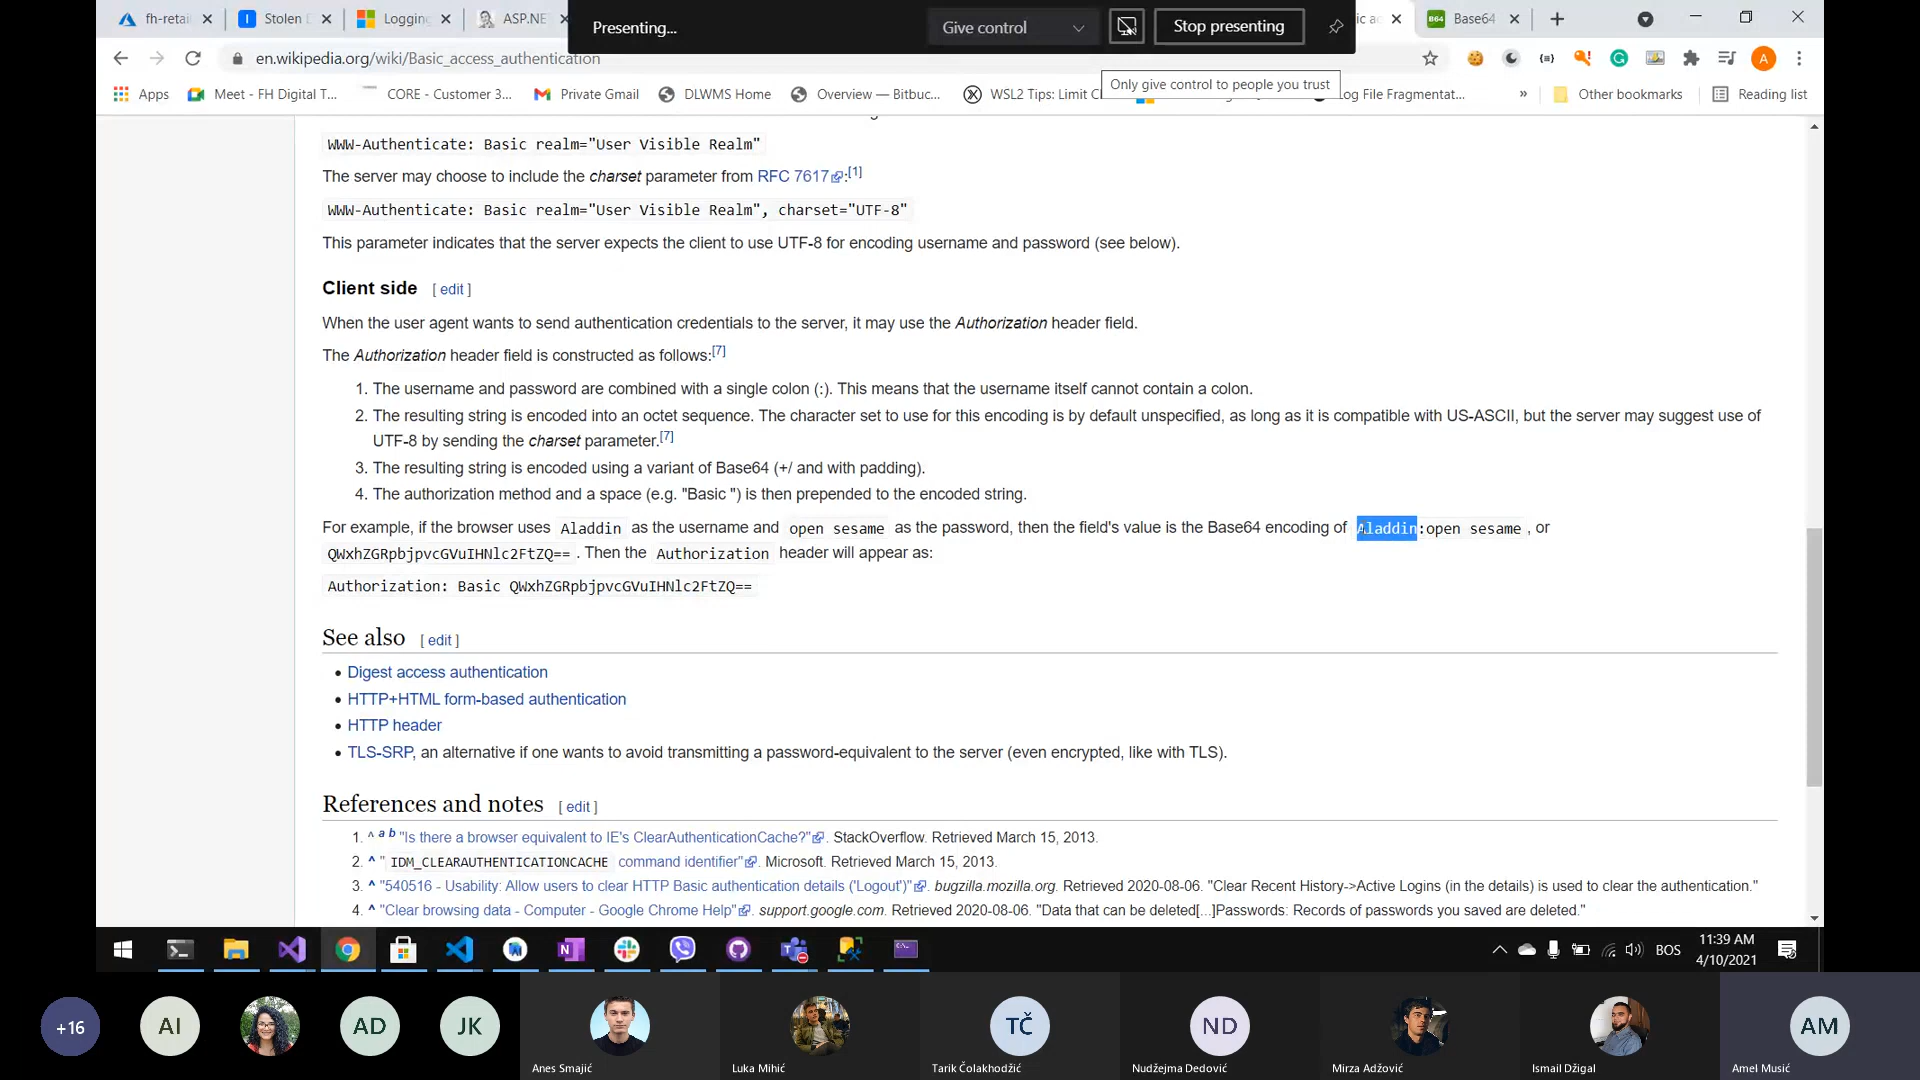 fh-retai
Stolen
Logging
ASP.NE
Presenting...
Give control
Stop presenting
Base64
en.wikipedia.org/wiki/Basic_access_authentication
Only give control to people you trust
Apps
Meet - FH Digital T...
CORE - Customer 3...
Private Gmail
DLWMS Home
Overview — Bitbuc...
WSL2 Tips: Limit
Log File Fragmentat...
»
Other bookmarks
Reading list
WWW-Authenticate: Basic realm="User Visible Realm"
The server may choose to include the charset parameter from RFC 7617:[1]
WWW-Authenticate: Basic realm="User Visible Realm", charset="UTF-8"
This parameter indicates that the server expects the client to use UTF-8 for encoding username and password (see below).
Client side [ edit ]
When the user agent wants to send authentication credentials to the server, it may use the Authorization header field.
The Authorization header field is constructed as follows:[7]
1. The username and password are combined with a single colon (:). This means that the username itself cannot contain a colon.
2. The resulting string is encoded into an octet sequence. The character set to use for this encoding is by default unspecified, as long as it is compatible with US-ASCII, but the server may suggest use of
UTF-8 by sending the charset parameter.[7]
3. The resulting string is encoded using a variant of Base64 (+/ and with padding).
4. The authorization method and a space (e.g. "Basic ") is then prepended to the encoded string.
For example, if the browser uses Aladdin as the username and open sesame as the password, then the field's value is the Base64 encoding of Aladdin:open sesame , or
QWxhZGRpbjpvcGVuIHNlc2FtZQ== . Then the Authorization header will appear as:
Authorization: Basic QWxhZGRpbjpvcGVuIHNlc2FtZQ==
See also [ edit ]
• Digest access authentication
• HTTP+HTML form-based authentication
• HTTP header
• TLS-SRP, an alternative if one wants to avoid transmitting a password-equivalent to the server (even encrypted, like with TLS).
References and notes [ edit ]
1. ^ a b "Is there a browser equivalent to IE's ClearAuthenticationCache?". StackOverflow. Retrieved March 15, 2013.
2. ^ " IDM_CLEARAUTHENTICATIONCACHE command identifier". Microsoft. Retrieved March 15, 2013.
3. ^ "540516 - Usability: Allow users to clear HTTP Basic authentication details ('Logout')". bugzilla.mozilla.org. Retrieved 2020-08-06. "Clear Recent History->Active Logins (in the details) is used to clear the authentication."
4. ^ "Clear browsing data - Computer - Google Chrome Help". support.google.com. Retrieved 2020-08-06. "Data that can be deleted[...]Passwords: Records of passwords you saved are deleted."
BOS
11:39 AM
4/10/2021
+16
AI
AD
JK
TČ
ND
AM
Anes Smajić
Luka Mihić
Tarik Čolakhodžić
Nudžejma Dedović
Mirza Adžović
Ismail Džigal
Amel Musić